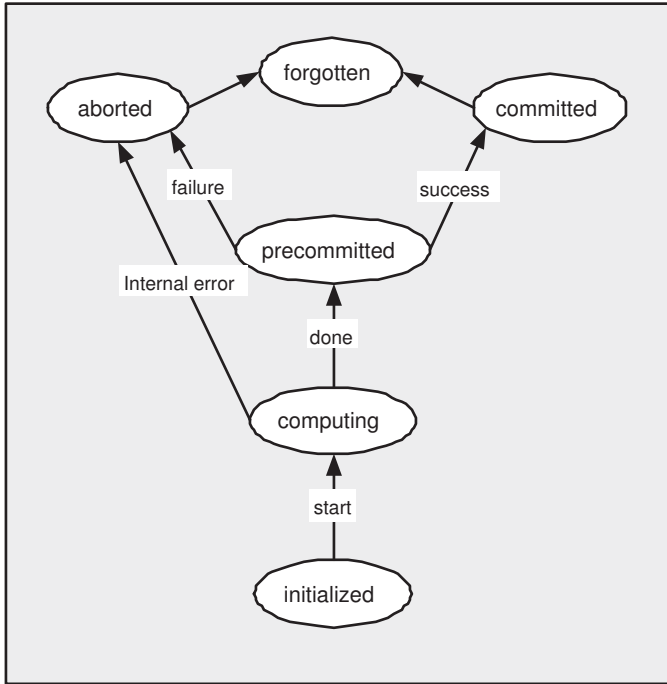 forgotten
aborted
committed
failure
success
precommitted
Internal error
done
computing
start
initialized